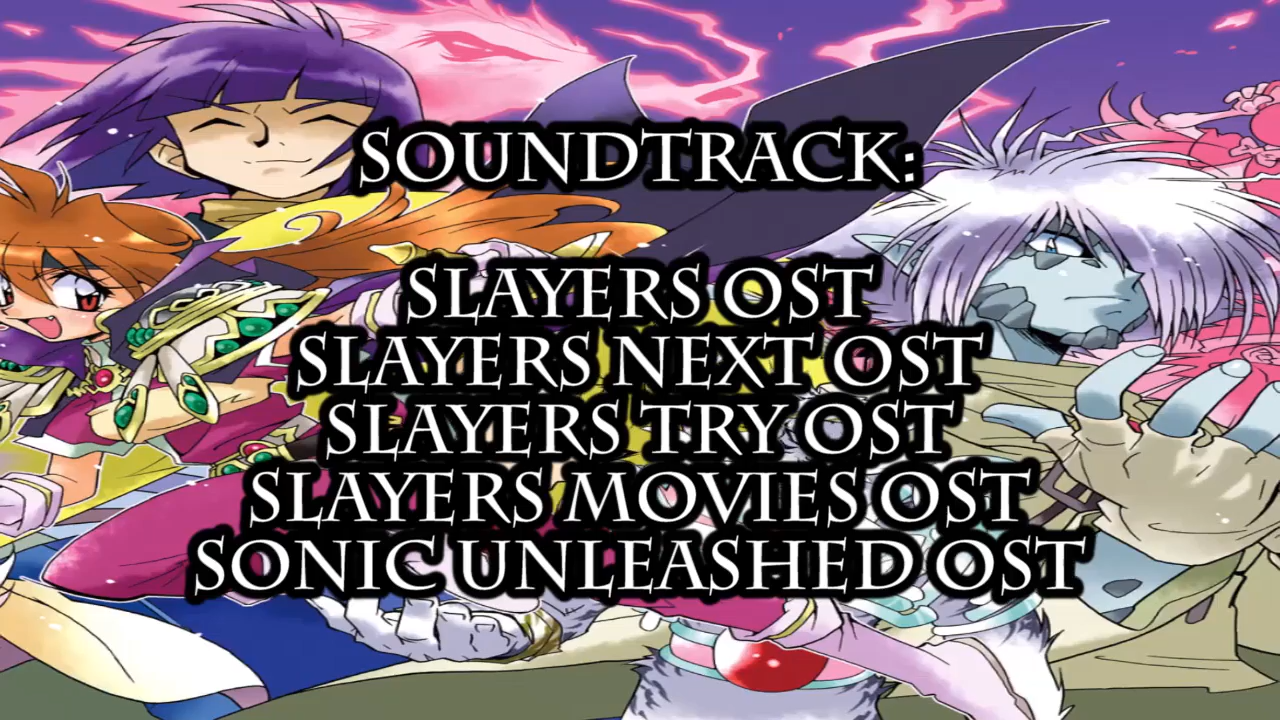 SOUNDTRACK:
SLAYERS OST
SLAYERS NEXT OST
SLAYERS TRY OST
SLAYERS MOVIES OST
SONIC UNLEASHED OST